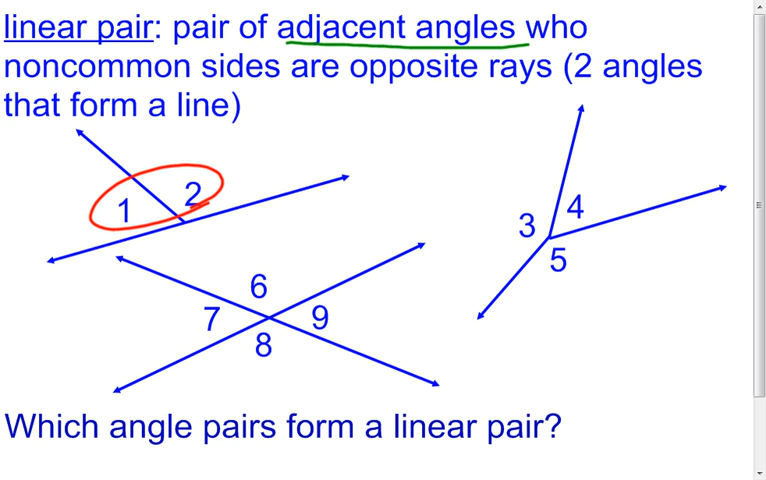 linear pair: pair of adjacent angles who
noncommon sides are opposite rays (2 angles
that form a line)
1 2
3 4
5
6
7 9
8
Which angle pairs form a linear pair?